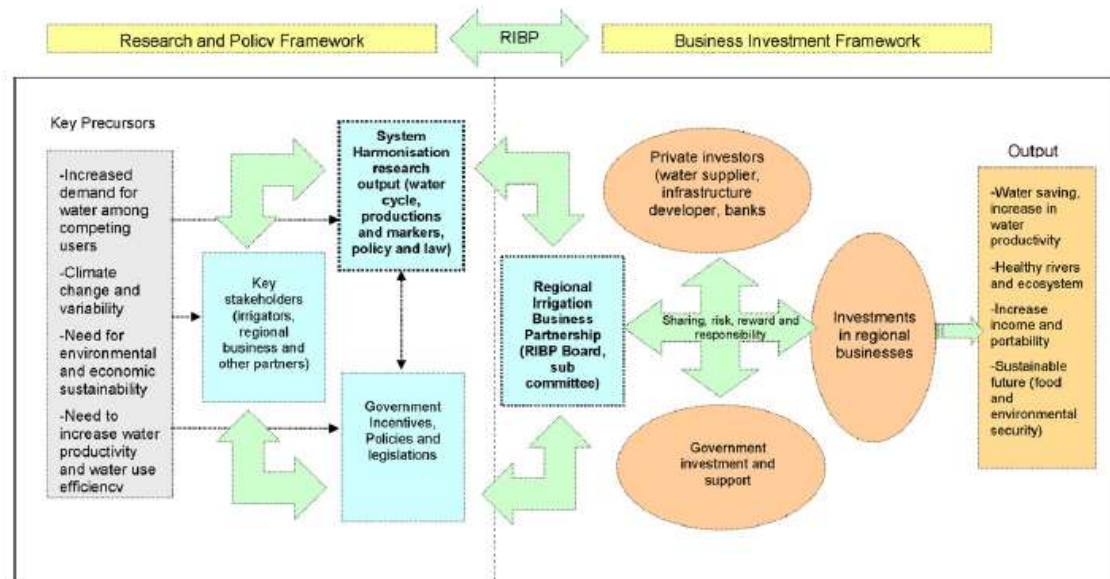 Research and Policy Framework
RIBP
Business Investment Framework
Key Precursors
-Increased
demand for
water among
competing
users
-Climate
change and
variability
-Need for
environmental
and economic
sustainability
-Need to
increase water
productivity
and water use
efficiency
Key
stakeholders
(irrigators,
regional
business and
other partners)
System
Harmonisation
research
output (water
cycle,
productions
and markers,
policy and law)
Government
Incentives,
Policies and
legislations
Regional
Irrigation
Business
Partnership
(RIBP Board,
sub
committee)
Private investors
(water supplier,
infrastructure
developer, banks
Sharing, risk, reward and
responsibility
Government
investment and
support
Investments
in regional
businesses
Output
-Water saving,
increase in
water
productivity
-Healthy rivers
and ecosystem
-Increase
income and
portability
-Sustainable
future (food
and
environmental
security)